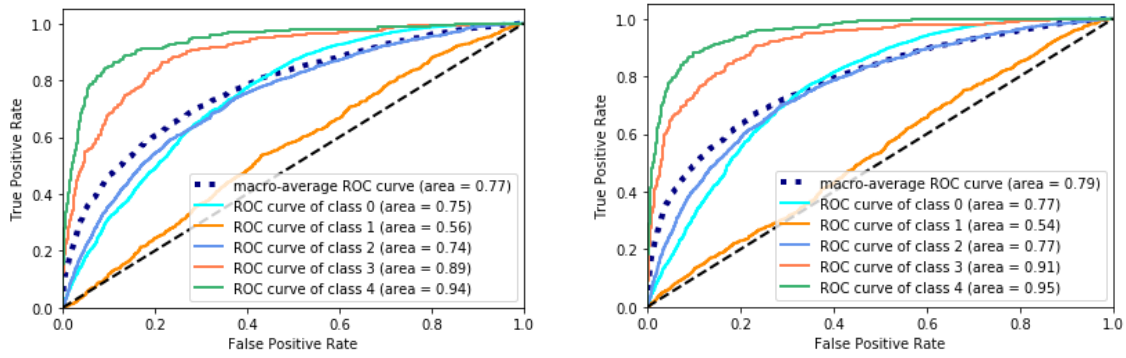 1.0
0.8
0.6
0.4
0.2
0.0
True Positive Rate
macro-average ROC curve (area = 0.77)
ROC curve of class 0 (area = 0.75)
ROC curve of class 1 (area = 0.56)
ROC curve of class 2 (area = 0.74)
ROC curve of class 3 (area = 0.89)
ROC curve of class 4 (area = 0.94)
0.0 0.2 0.4 0.6 0.8 1.0
False Positive Rate
1.0
0.8
0.6
0.4
0.2
0.0
True Positive Rate
macro-average ROC curve (area = 0.79)
ROC curve of class 0 (area = 0.77)
ROC curve of class 1 (area = 0.54)
ROC curve of class 2 (area = 0.77)
ROC curve of class 3 (area = 0.91)
ROC curve of class 4 (area = 0.95)
0.0 0.2 0.4 0.6 0.8 1.0
False Positive Rate